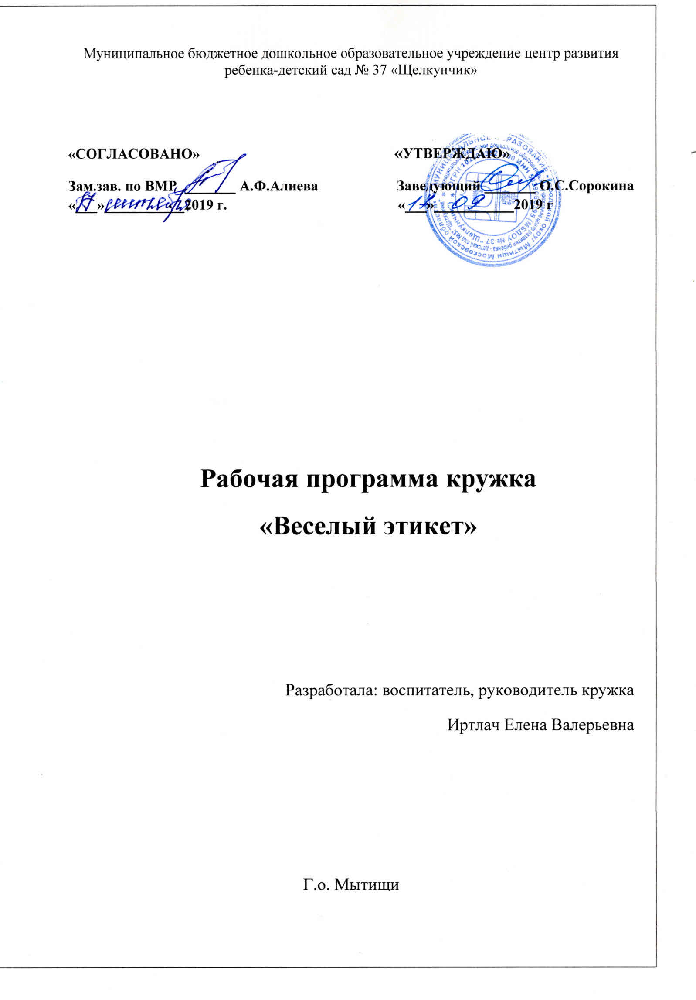 Муниципальное бюджетное дошкольное образовательное учреждение центр развития
ребенка-детский сад № 37 «Щелкунчик»
«СОГЛАСОВАНО» «УТВЕРЖДАЮ»
Зам.зав. по ВМР ______ А.Ф.Алиева Заведующий ______ О.С.Сорокина
«17» сентября 2019 г. «17» 09 2019 г
Рабочая программа кружка
«Веселый этикет»
Разработала: воспитатель, руководитель кружка
Иртлач Елена Валерьевна
Г.о. Мытищи